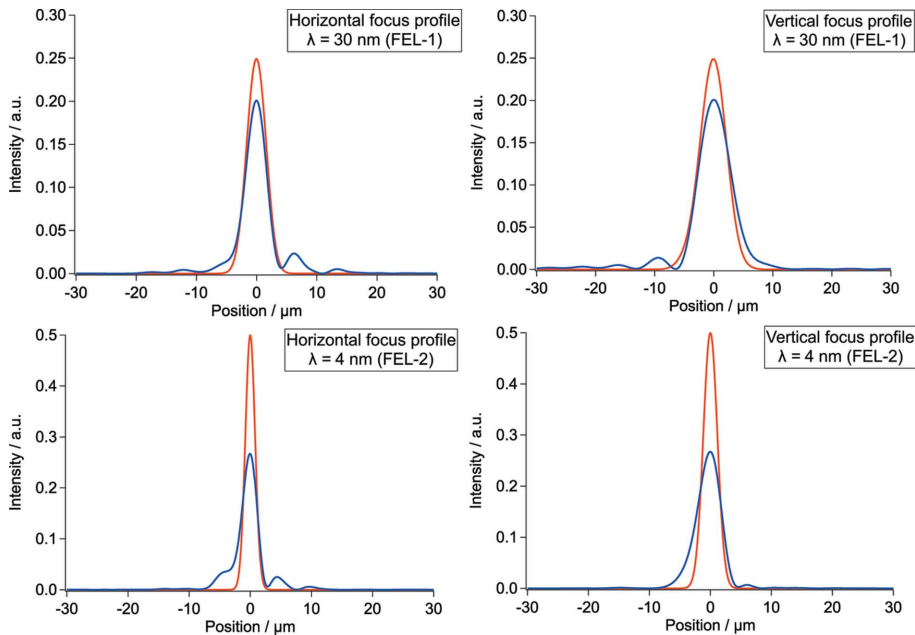 Horizontal focus profile
λ = 30 nm (FEL-1)
Intensity / a.u.
0.30
0.25
0.20
0.15
0.10
0.05
0.00
-30 -20 -10 0 10 20 30
Position / µm
Vertical focus profile
λ = 30 nm (FEL-1)
Intensity / a.u.
0.30
0.25
0.20
0.15
0.10
0.05
0.00
-30 -20 -10 0 10 20 30
Position / µm
Horizontal focus profile
λ = 4 nm (FEL-2)
Intensity / a.u.
0.5
0.4
0.3
0.2
0.1
0.0
-30 -20 -10 0 10 20 30
Position / µm
Vertical focus profile
λ = 4 nm (FEL-2)
Intensity / a.u.
0.5
0.4
0.3
0.2
0.1
0.0
-30 -20 -10 0 10 20 30
Position / µm